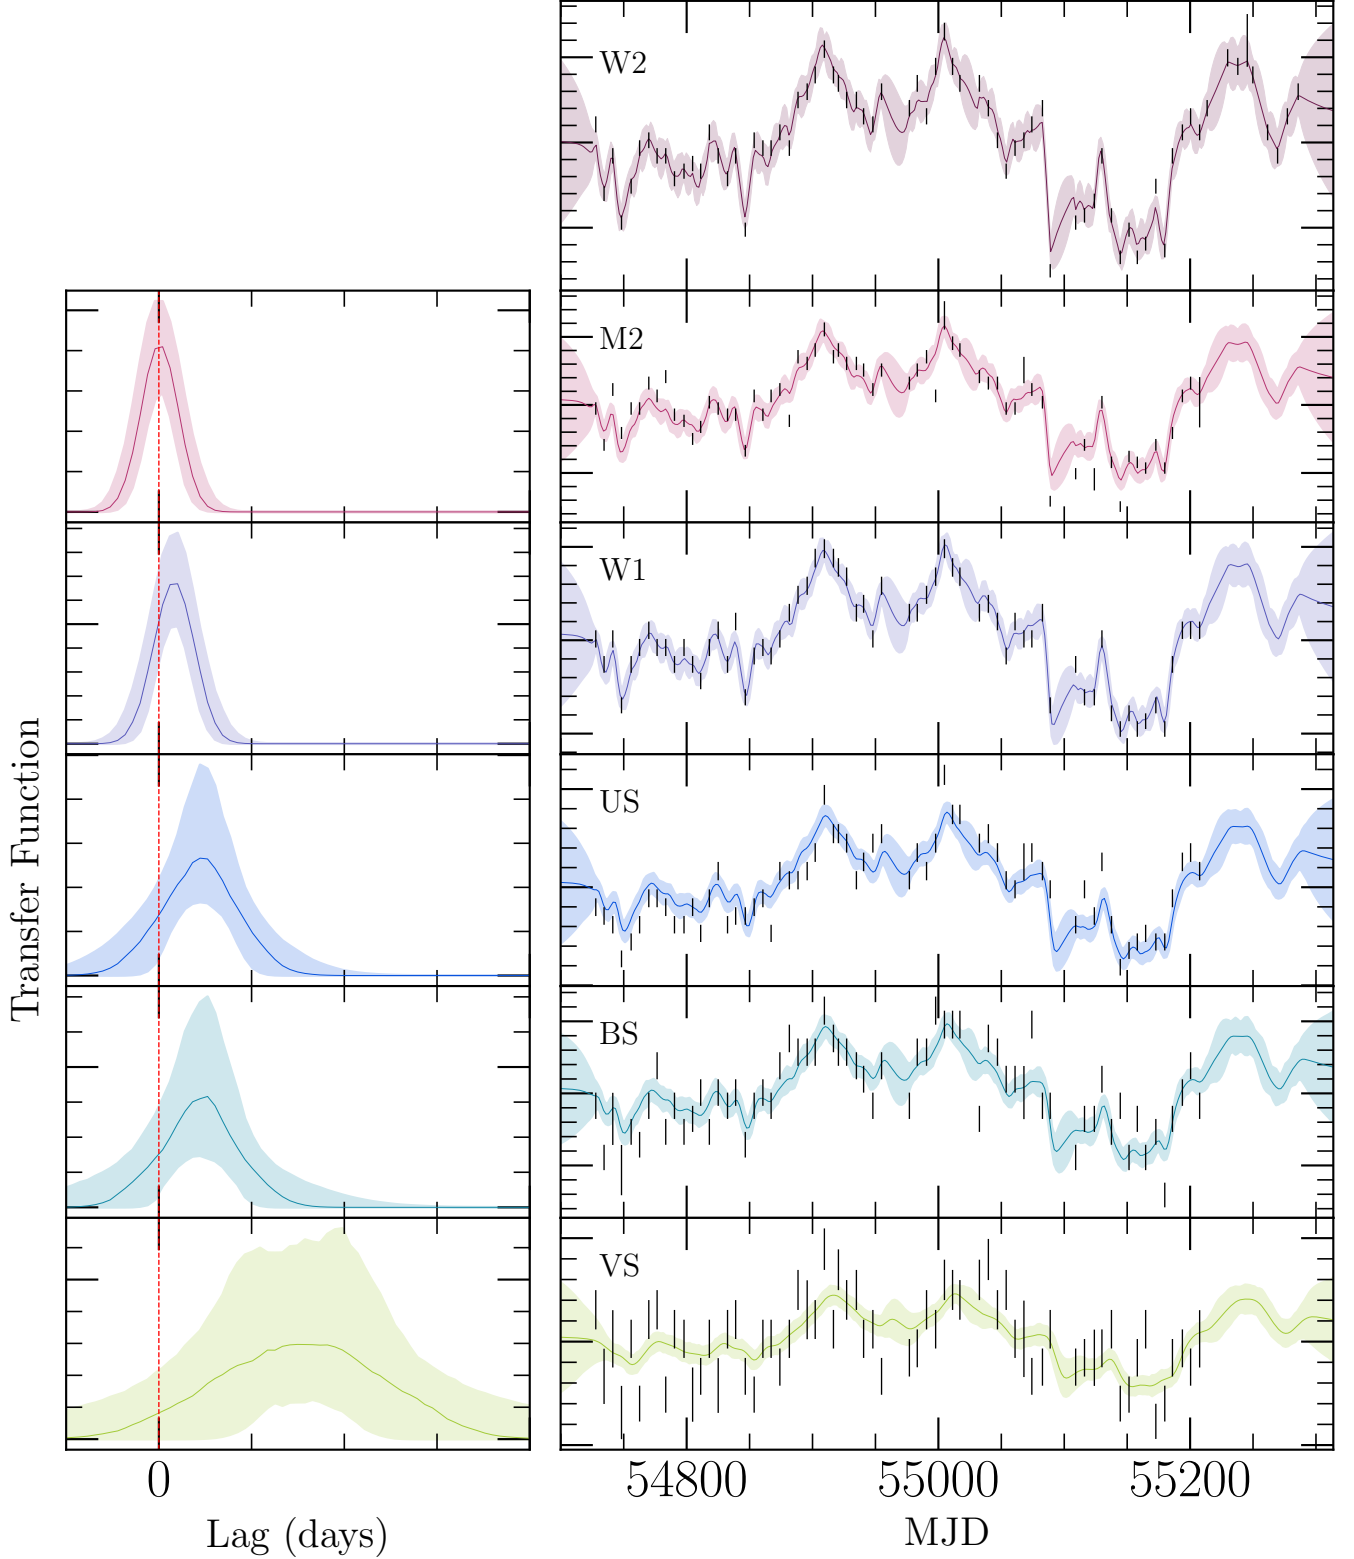 W2
M2
W1
US
BS
VS
Transfer Function
0
54800 55000 55200
Lag (days)
MJD